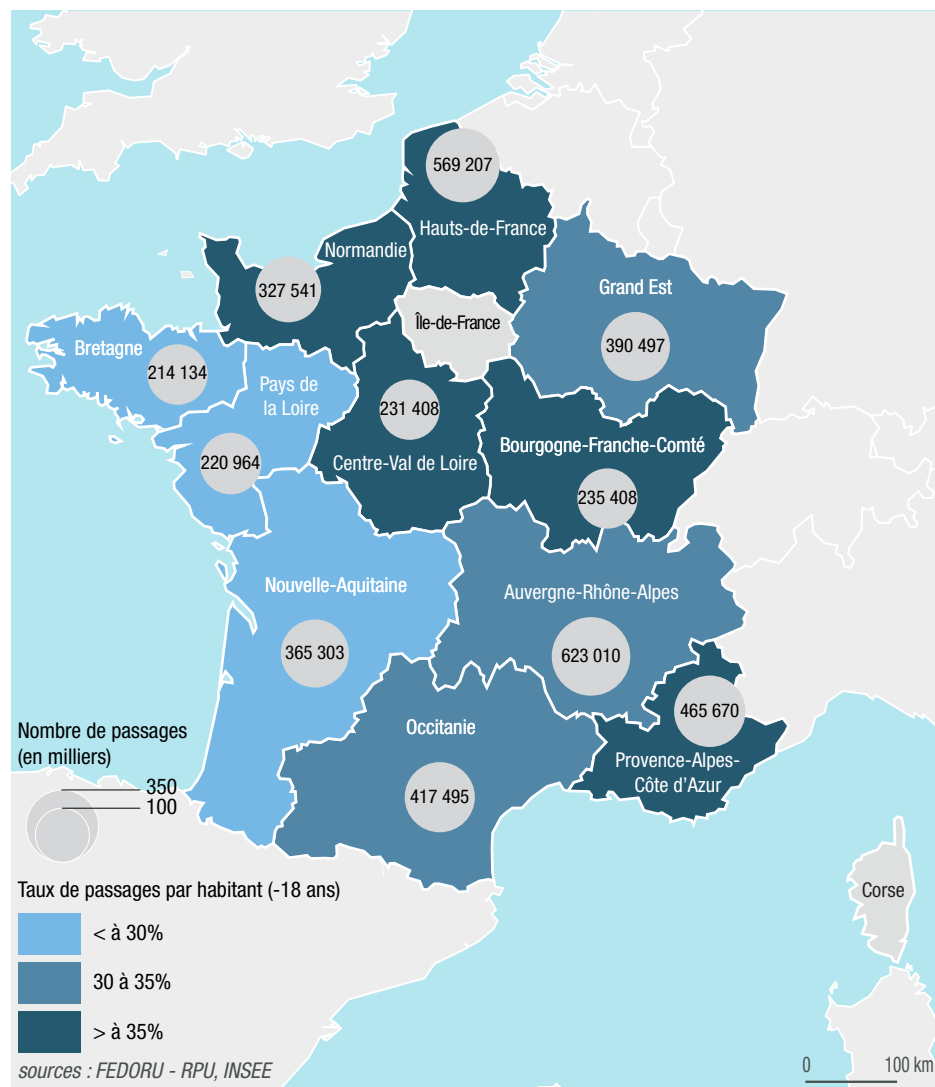 569 207
Hauts-de-France
Normandie
327 541
Île-de-France
Grand Est
390 497
Bretagne
214 134
Pays de
la Loire
220 964
231 408
Centre-Val de Loire
Bourgogne-Franche-Comté
235 408
Nouvelle-Aquitaine
365 303
Auvergne-Rhône-Alpes
623 010
Occitanie
417 495
465 670
Provence-Alpes-
Côte d'Azur
Corse
Nombre de passages
(en milliers)
350
100
Taux de passages par habitant (-18 ans)
< à 30%
30 à 35%
> à 35%
sources : FEDORU - RPU, INSEE
0 100 km